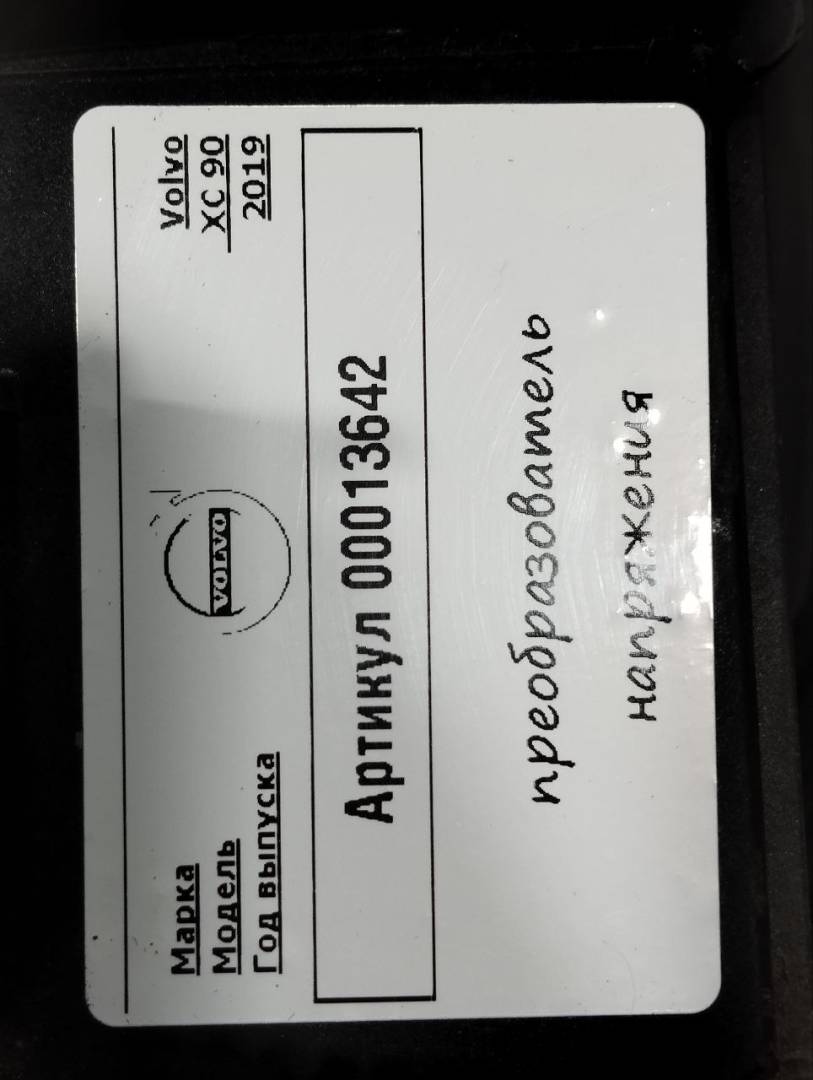 Марка Volvo
Модель XC 90
Год выпуска 2019
VOLVO
Артикул 00013642
преобразователь
напряжения